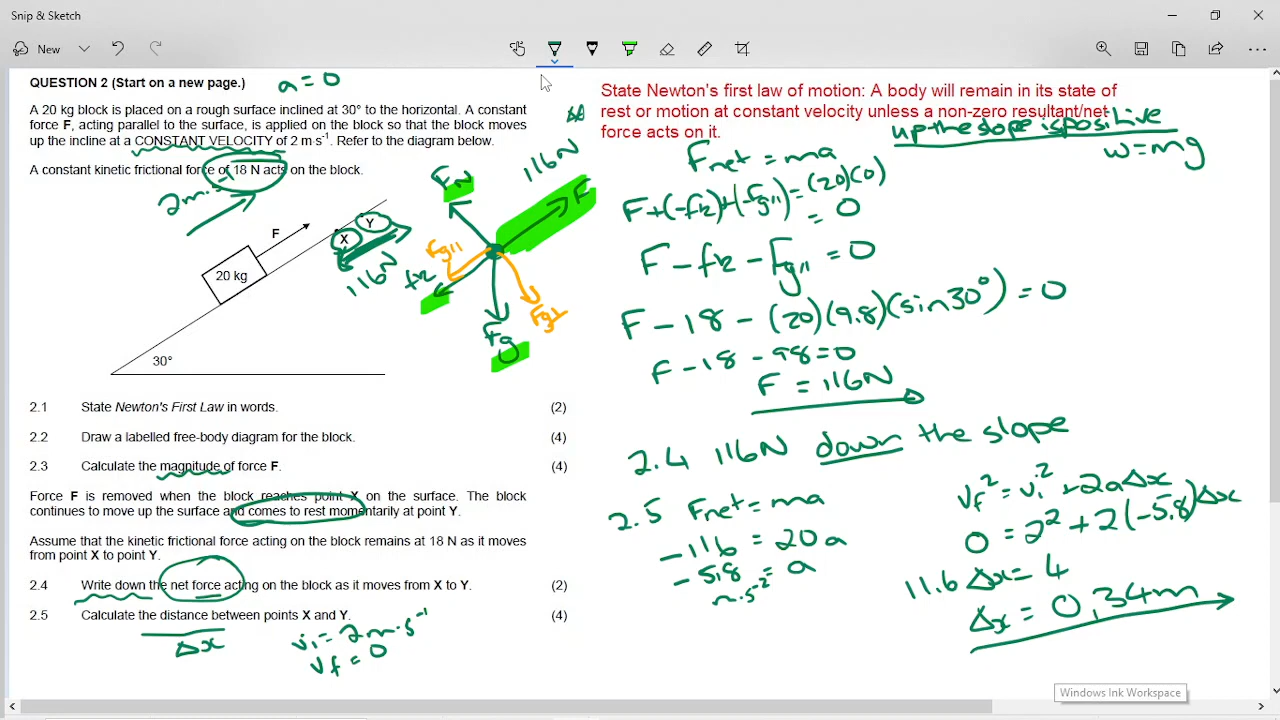 Snip & Sketch
New
QUESTION 2 (Start on a new page.)
a = 0
A 20 kg block is placed on a rough surface inclined at 30° to the horizontal. A constant
force F, acting parallel to the surface, is applied on the block so that the block moves
up the incline at a CONSTANT VELOCITY of 2 m·s⁻¹. Refer to the diagram below.
A constant kinetic frictional force of 18 N acts on the block.
2m·s⁻¹
F
X
Y
116N
20 kg
30°
FN
116N
F
Fg||
fk
Fg
Fg⊥
2.1 State Newton's First Law in words. (2)
2.2 Draw a labelled free-body diagram for the block. (4)
2.3 Calculate the magnitude of force F. (4)
Force F is removed when the block reaches point X on the surface. The block
continues to move up the surface and comes to rest momentarily at point Y.
Assume that the kinetic frictional force acting on the block remains at 18 N as it moves
from point X to point Y.
2.4 Write down the net force acting on the block as it moves from X to Y. (2)
2.5 Calculate the distance between points X and Y. (4)
Δx
vi = 2m·s⁻¹
vf = 0
State Newton's first law of motion: A body will remain in its state of
rest or motion at constant velocity unless a non-zero resultant/net
force acts on it.
up the slope is positive
w = mg
Fnet = ma
F + (-fk) + (-Fg||) = (20)(0)
= 0
F - fk - Fg|| = 0
F - 18 - (20)(9.8)(sin30°) = 0
F - 18 - 98 = 0
F = 116N
2.4 116N down the slope
2.5 Fnet = ma
-116 = 20a
-5.8 = a
m·s⁻²
vf² = vi² + 2aΔx
0 = 2² + 2(-5.8)Δx
11.6 Δx = 4
Δx = 0,34m
Windows Ink Workspace